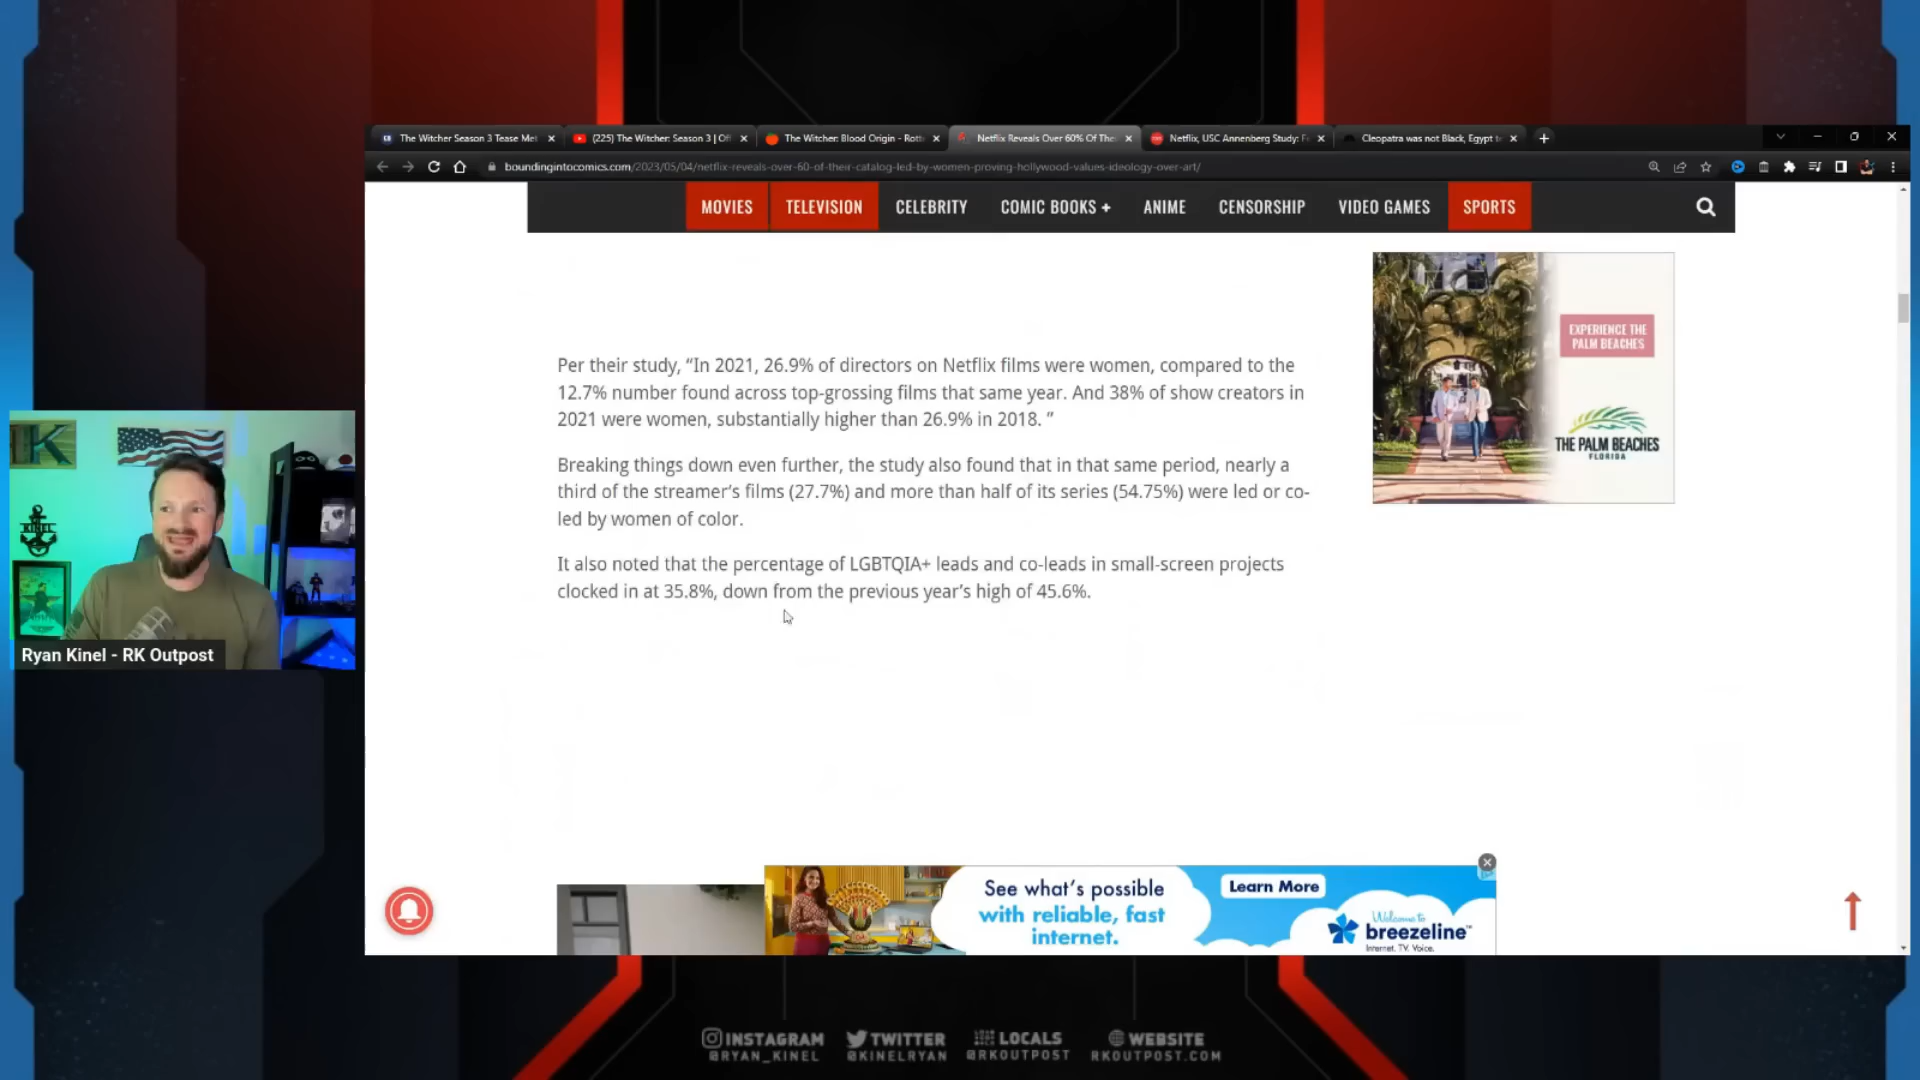 The Witcher Season 3 Tease Me
(225) The Witcher: Season 3 | Of
The Witcher: Blood Origin - Rott
Netflix Reveals Over 60% Of The
Netflix, USC Annenberg Study: F
Cleopatra was not Black, Egypt t
boundingintocomics.com/2023/05/04/netflix-reveals-over-60-of-their-catalog-led-by-women-proving-hollywood-values-ideology-over-art/
MOVIES TELEVISION CELEBRITY COMIC BOOKS + ANIME CENSORSHIP VIDEO GAMES SPORTS
EXPERIENCE THE
PALM BEACHES
THE PALM BEACHES
FLORIDA
Per their study, “In 2021, 26.9% of directors on Netflix films were women, compared to the
12.7% number found across top-grossing films that same year. And 38% of show creators in
2021 were women, substantially higher than 26.9% in 2018. ”
Breaking things down even further, the study also found that in that same period, nearly a
third of the streamer’s films (27.7%) and more than half of its series (54.75%) were led or co-
led by women of color.
It also noted that the percentage of LGBTQIA+ leads and co-leads in small-screen projects
clocked in at 35.8%, down from the previous year’s high of 45.6%.
KINEL
Ryan Kinel - RK Outpost
See what’s possible
with reliable, fast
internet.
Learn More
Welcome to
breezeline™
Internet. TV. Voice.
INSTAGRAM TWITTER LOCALS WEBSITE
@RYAN_KINEL @KINELRYAN @RKOUTPOST RKOUTPOST.COM